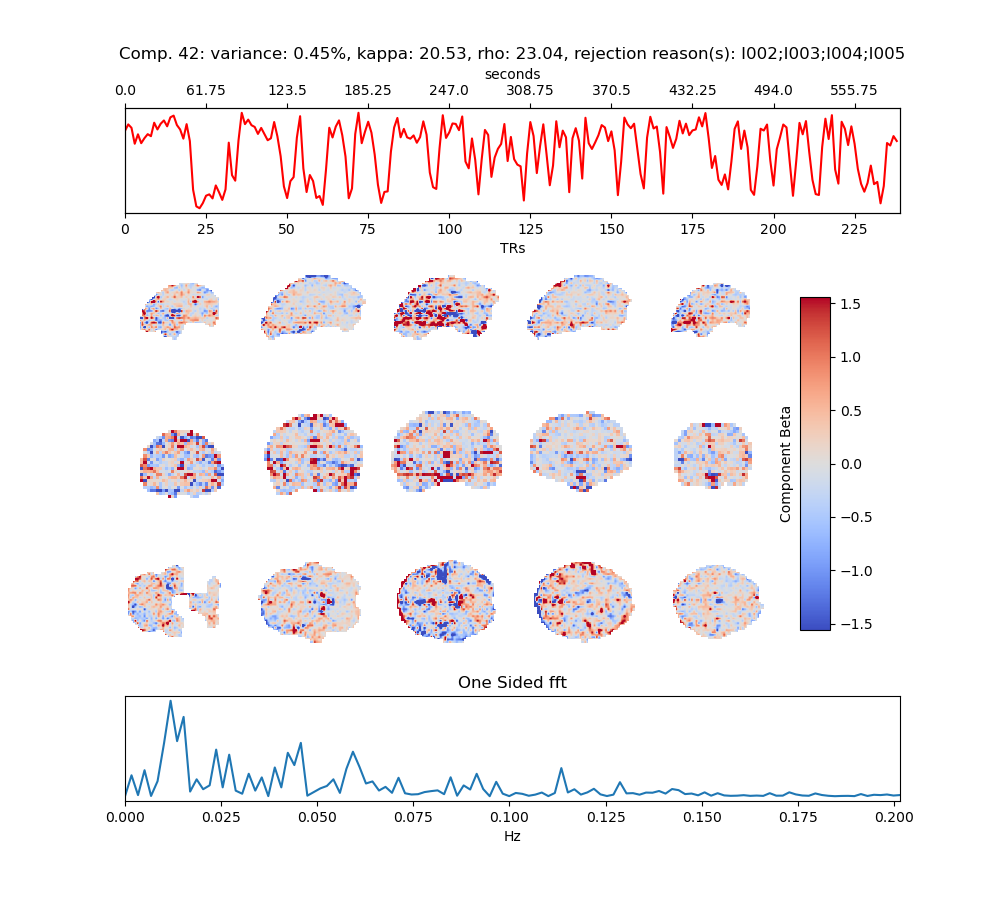 Comp. 42: variance: 0.45%, kappa: 20.53, rho: 23.04, rejection reason(s): I002;I003;I004;I005
seconds
0.0 61.75 123.5 185.25 247.0 308.75 370.5 432.25 494.0 555.75
0 25 50 75 100 125 150 175 200 225
TRs
1.5
1.0
0.5
0.0
−0.5
−1.0
−1.5
Component Beta
One Sided fft
0.000 0.025 0.050 0.075 0.100 0.125 0.150 0.175 0.200
Hz